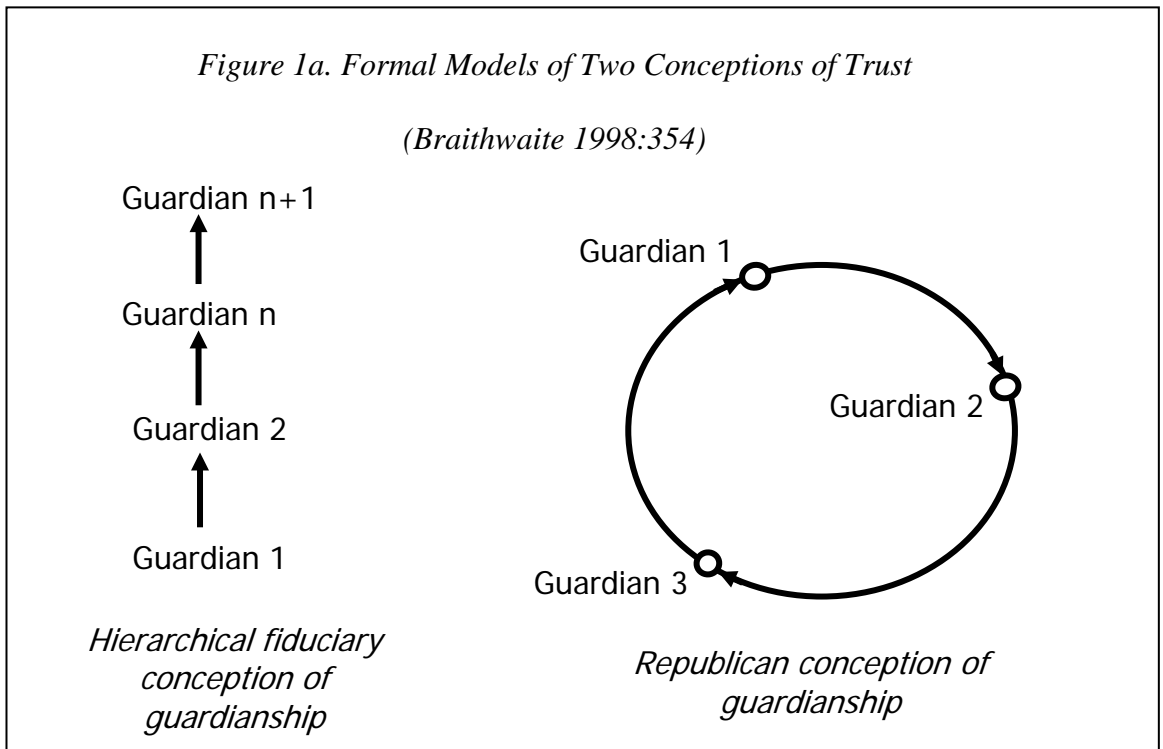 Figure 1a. Formal Models of Two Conceptions of Trust
(Braithwaite 1998:354)
Guardian n+1
Guardian n
Guardian 2
Guardian 1
Hierarchical fiduciary
conception of
guardianship
Guardian 1
Guardian 2
Guardian 3
Republican conception of
guardianship